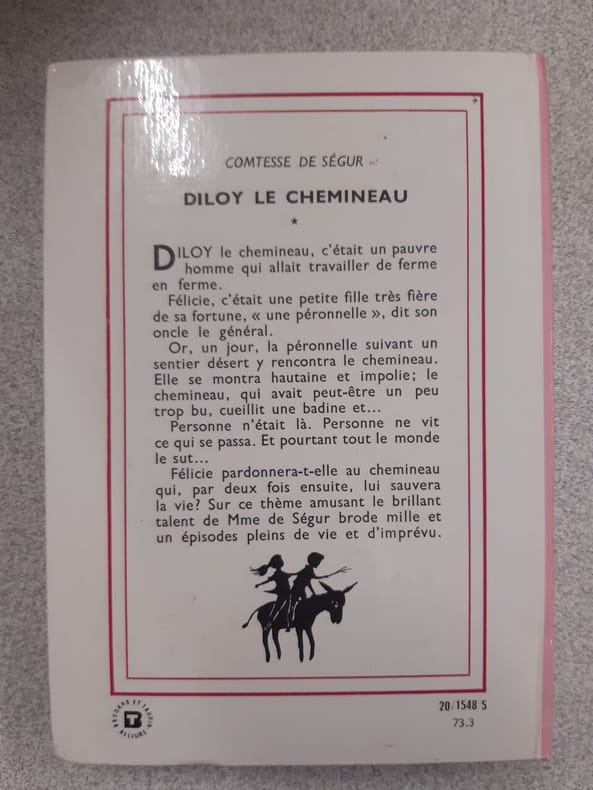 COMTESSE DE SÉGUR
DILOY LE CHEMINEAU
*
DILOY le chemineau, c'était un pauvre
homme qui allait travailler de ferme
en ferme.
Félicie, c'était une petite fille très fière
de sa fortune, « une péronnelle », dit son
oncle le général.
Or, un jour, la péronnelle suivant un
sentier désert y rencontra le chemineau.
Elle se montra hautaine et impolie; le
chemineau, qui avait peut-être un peu
trop bu, cueillit une badine et...
Personne n'était là. Personne ne vit
ce qui se passa. Et pourtant tout le monde
le sut...
Félicie pardonnera-t-elle au chemineau
qui, par deux fois ensuite, lui sauvera
la vie? Sur ce thème amusant le brillant
talent de Mme de Ségur brode mille et
un épisodes pleins de vie et d'imprévu.
BRODARD ET TAUPIN
RELIURE
BT
20/1548 5
73.3